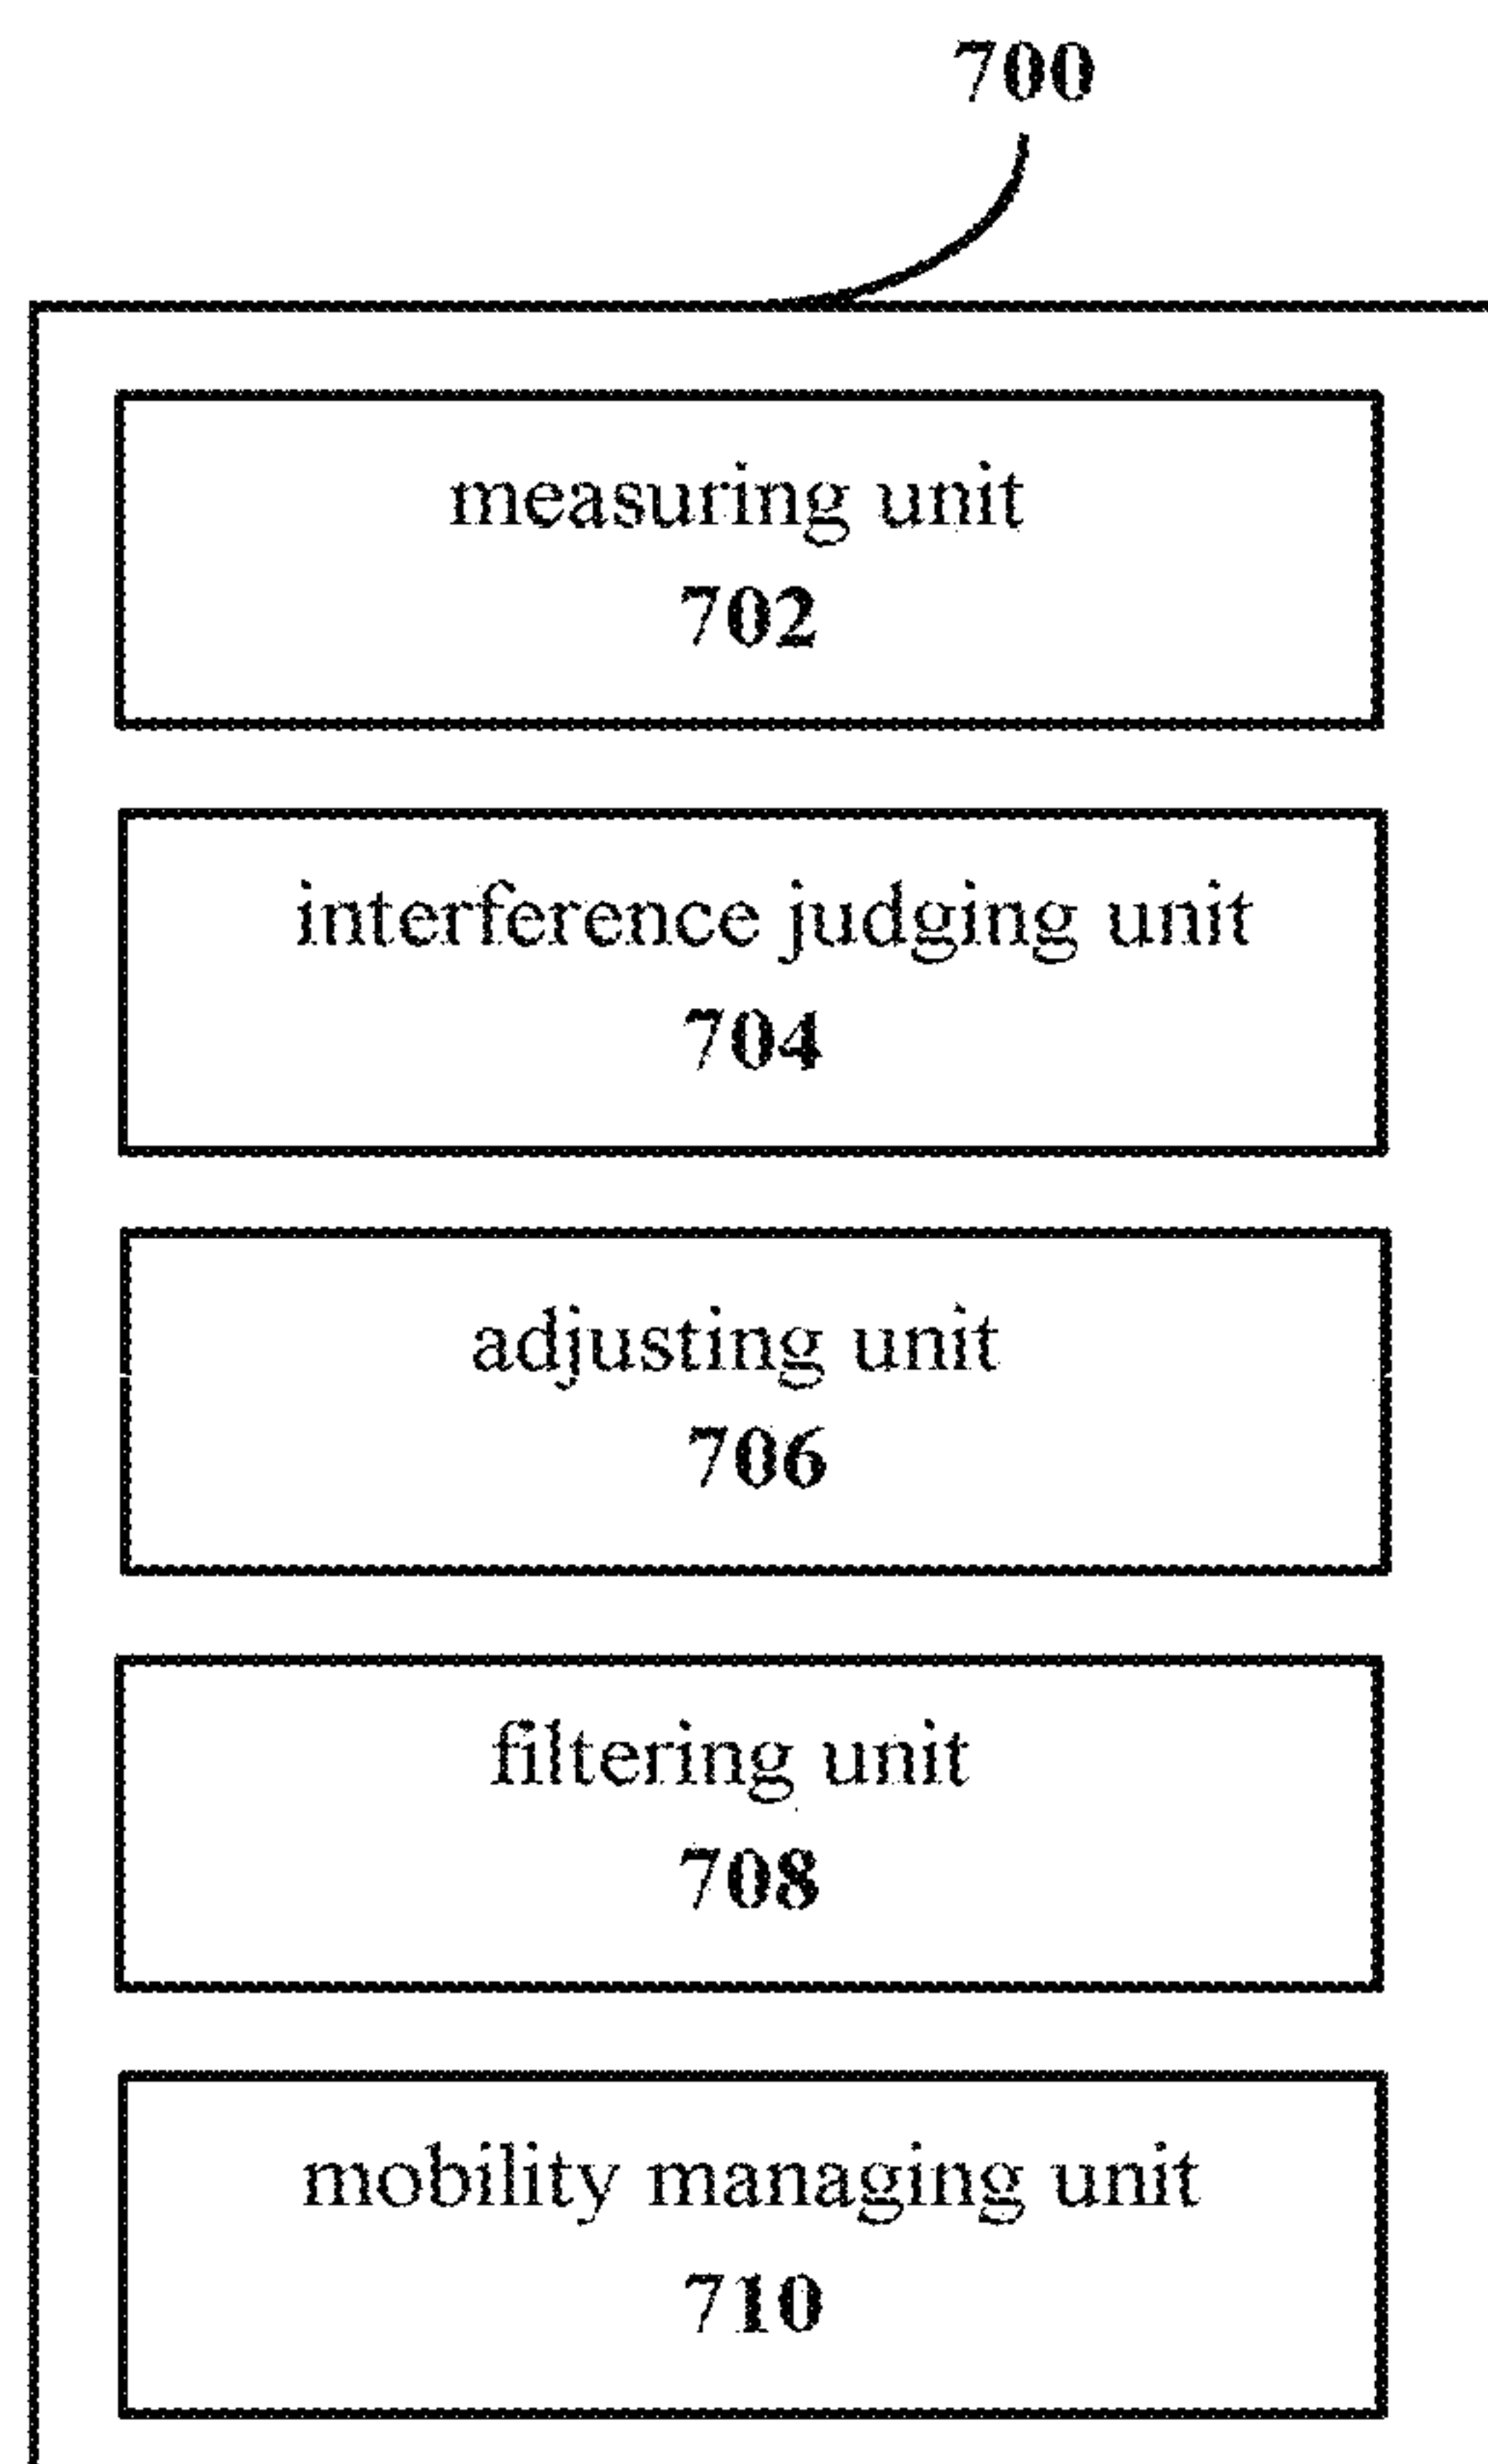 700
measuring unit
702
interference judging unit
704
adjusting unit
706
filtering unit
708
mobility managing unit
710